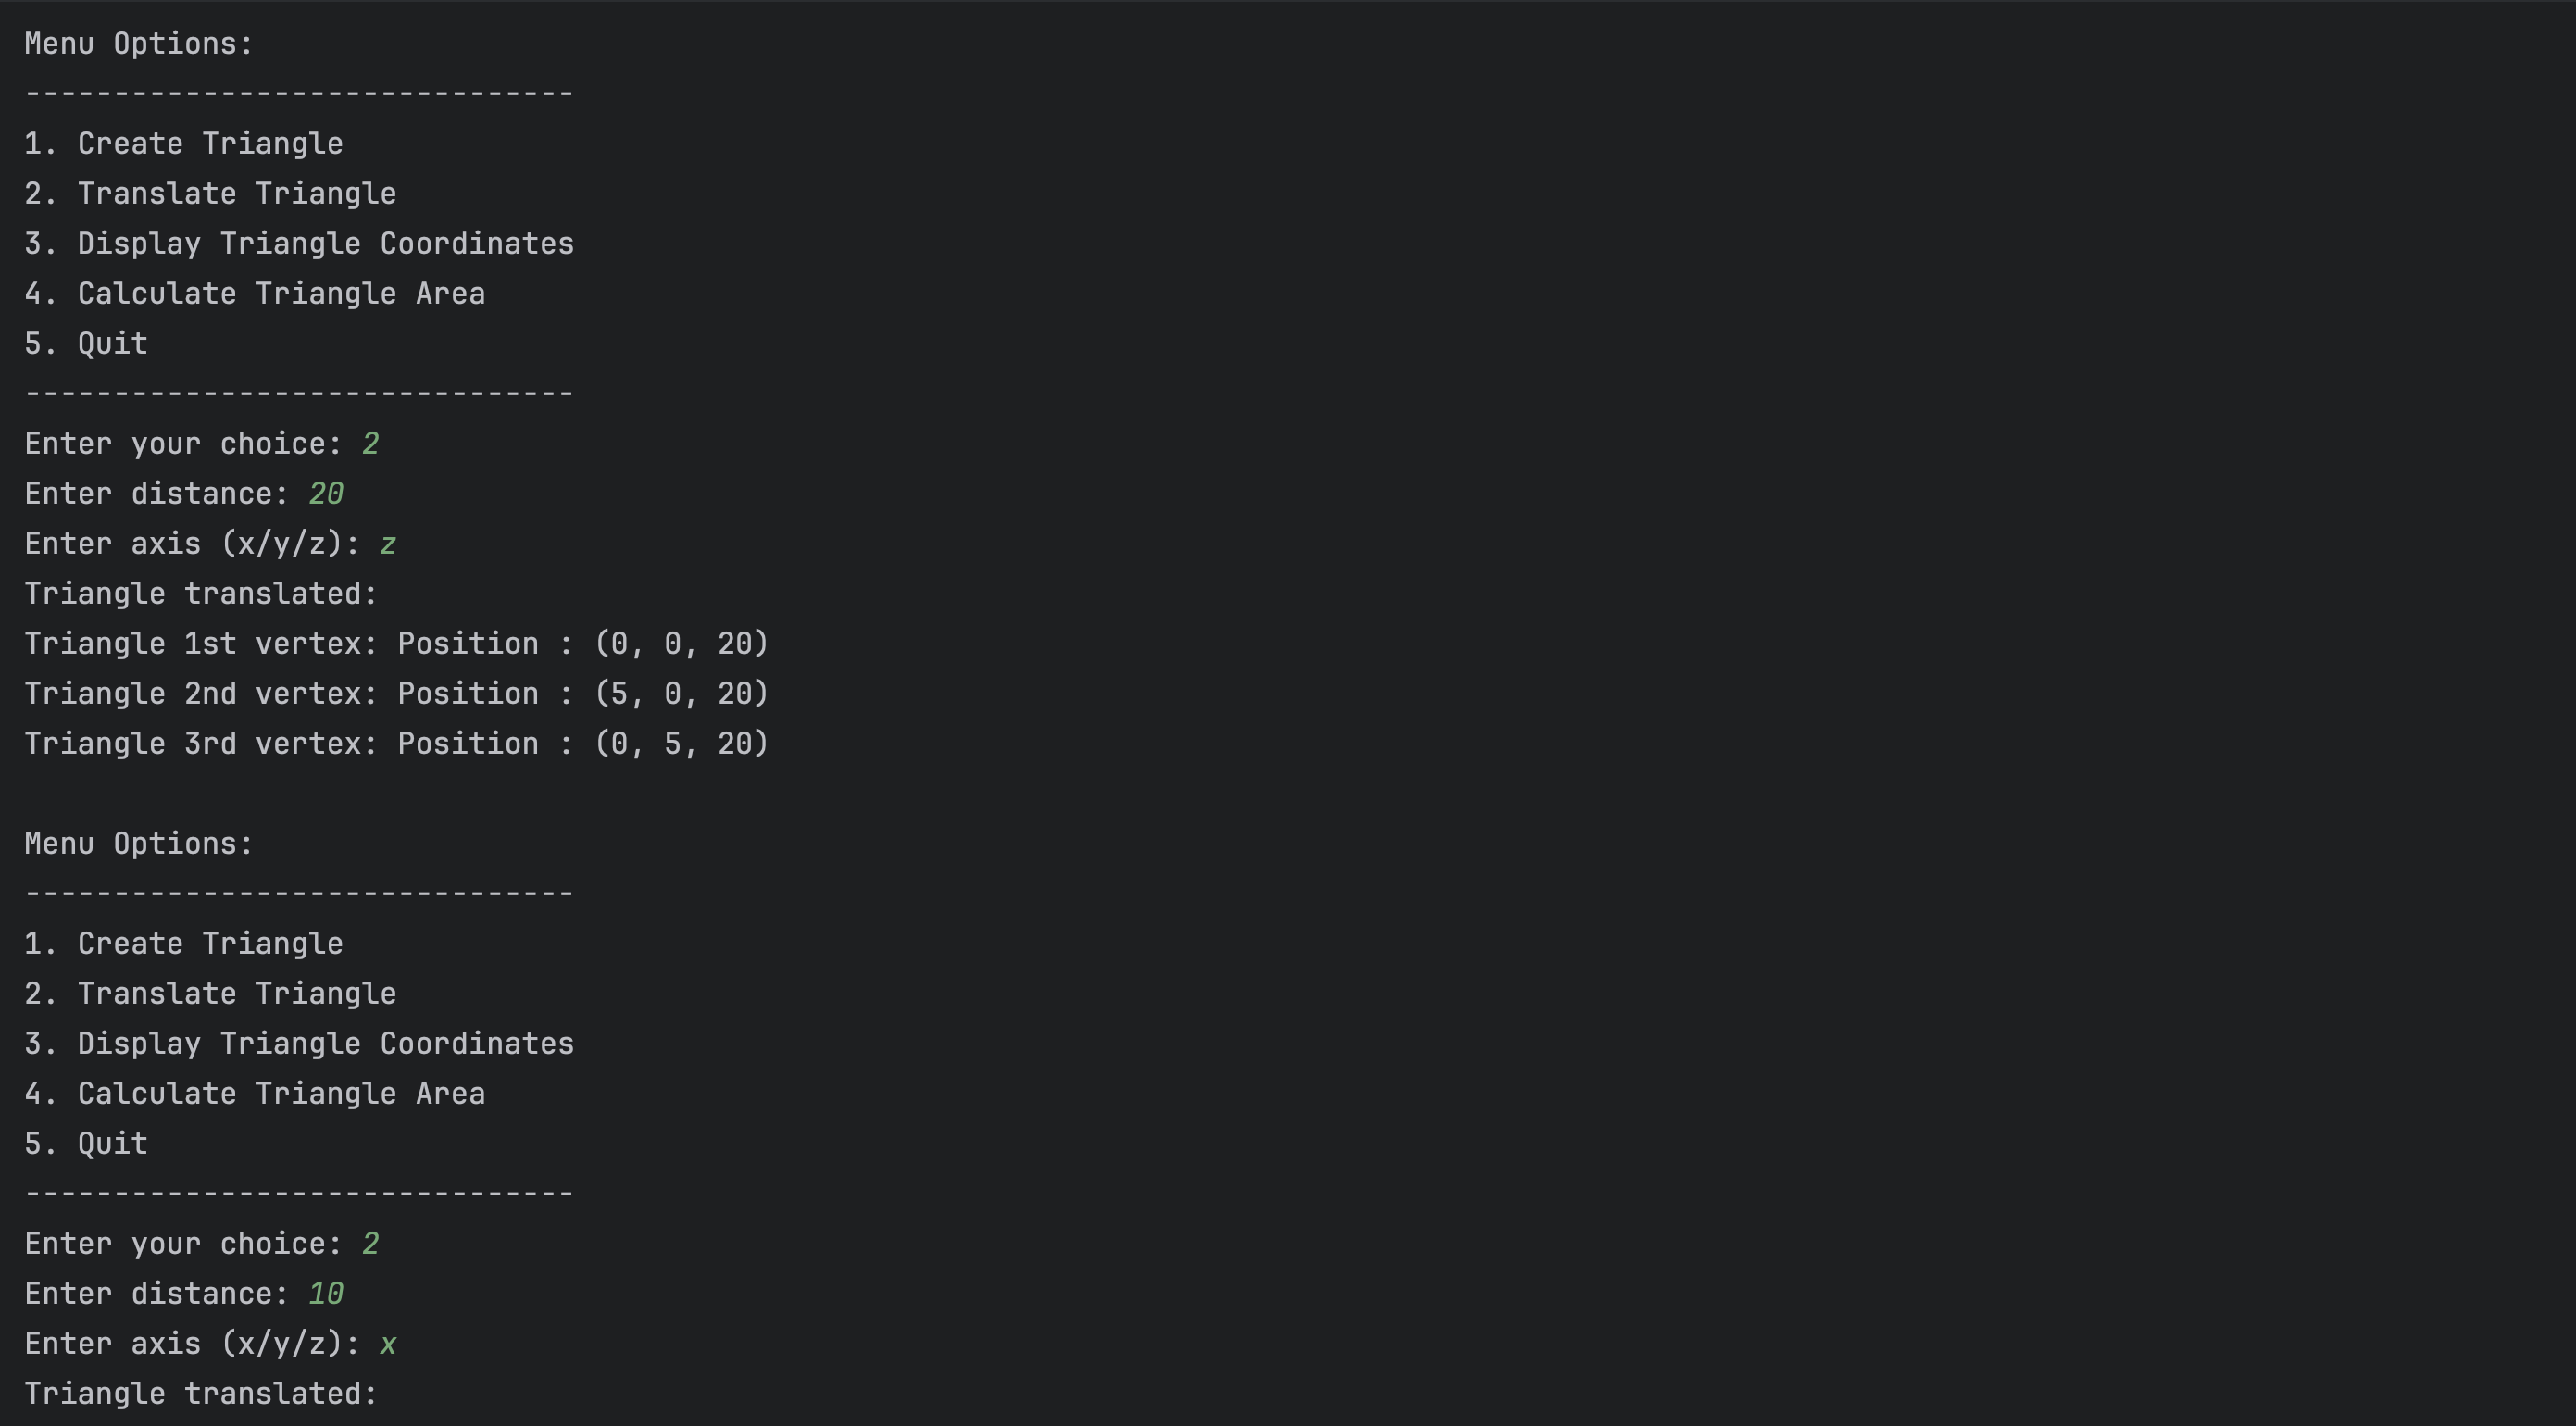 Menu Options:
-------------------------------
1. Create Triangle
2. Translate Triangle
3. Display Triangle Coordinates
4. Calculate Triangle Area
5. Quit
-------------------------------
Enter your choice: 2
Enter distance: 20
Enter axis (x/y/z): z
Triangle translated:
Triangle 1st vertex: Position : (0, 0, 20)
Triangle 2nd vertex: Position : (5, 0, 20)
Triangle 3rd vertex: Position : (0, 5, 20)

Menu Options:
-------------------------------
1. Create Triangle
2. Translate Triangle
3. Display Triangle Coordinates
4. Calculate Triangle Area
5. Quit
-------------------------------
Enter your choice: 2
Enter distance: 10
Enter axis (x/y/z): x
Triangle translated: